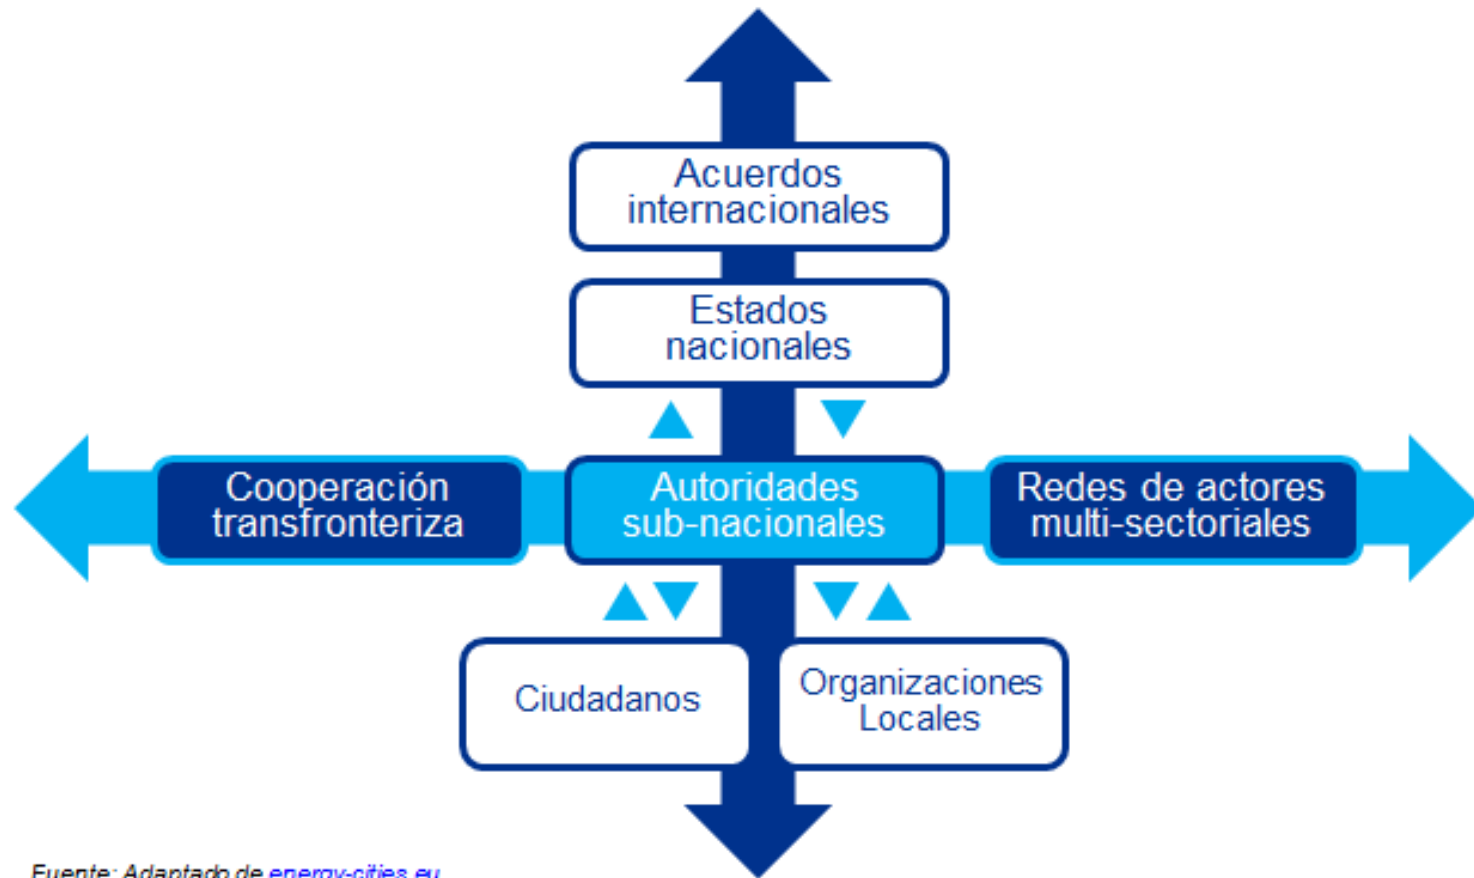 Acuerdos
internacionales
Estados
nacionales
Cooperación
transfronteriza
Autoridades
sub-nacionales
Redes de actores
multi-sectoriales
Ciudadanos
Organizaciones
Locales
Fuente: Adaptado de energy-cities.eu